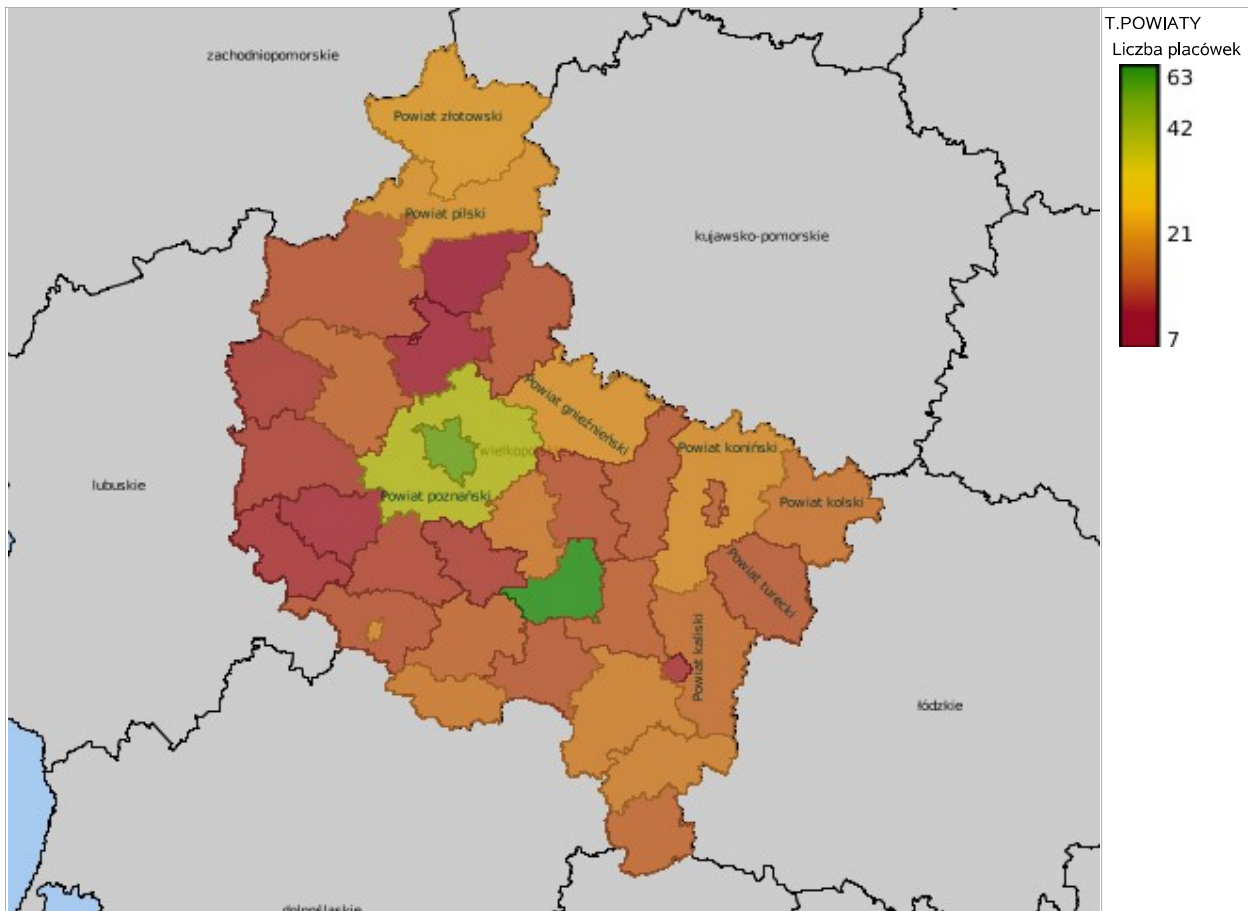 T.POWIATY
Liczba placówek
63
42
21
7
zachodniopomorskie
Powiat złotowski
Powiat pilski
kujawsko-pomorskie
Powiat gnieźnieński
Powiat koniński
Powiat poznański
lubuskie
Powiat kolski
Powiat turecki
Powiat kaliski
łódzkie
dolnośląskie